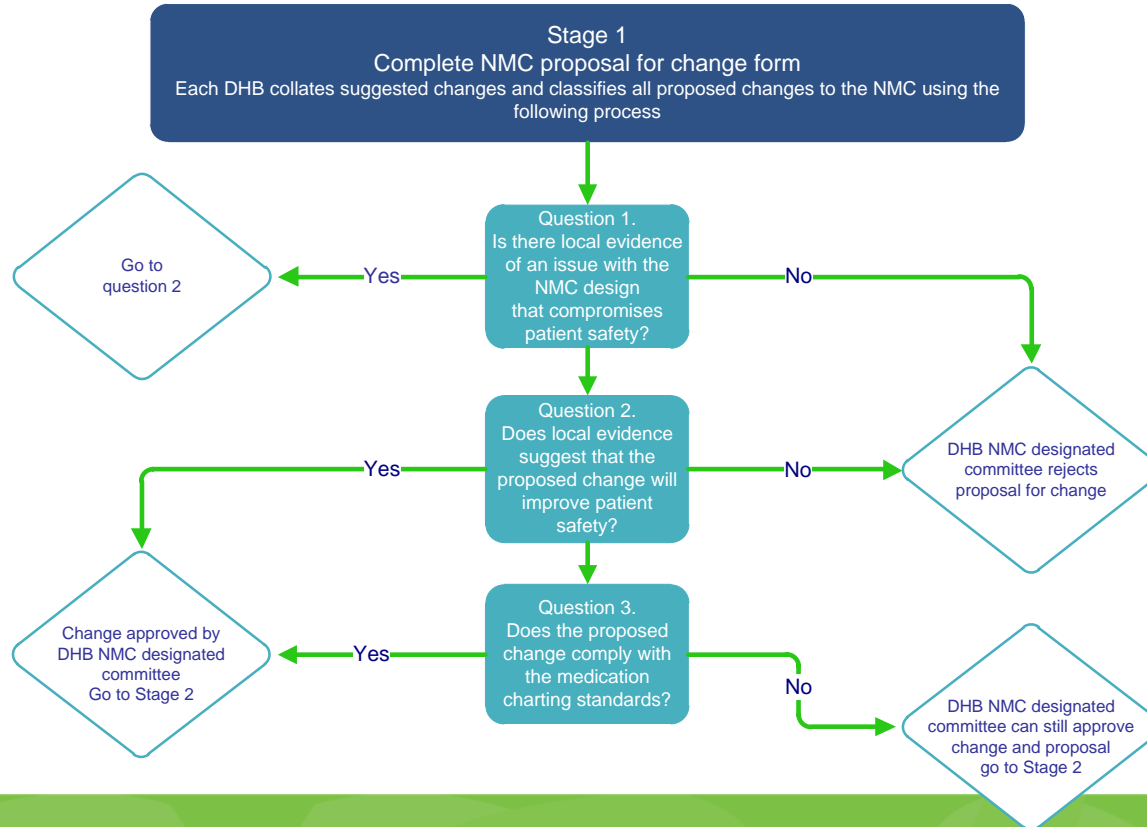 Stage 1
Complete NMC proposal for change form
Each DHB collates suggested changes and classifies all proposed changes to the NMC using the
following process
Question 1.
Is there local evidence
of an issue with the
NMC design
that compromises
patient safety?
Yes
No
Go to
question 2
Question 2.
Does local evidence
suggest that the
proposed change will
improve patient
safety?
Yes
No
DHB NMC designated
committee rejects
proposal for change
Question 3.
Does the proposed
change comply with
the medication
charting standards?
Yes
No
Change approved by
DHB NMC designated
committee
Go to Stage 2
DHB NMC designated
committee can still approve
change and proposal
go to Stage 2